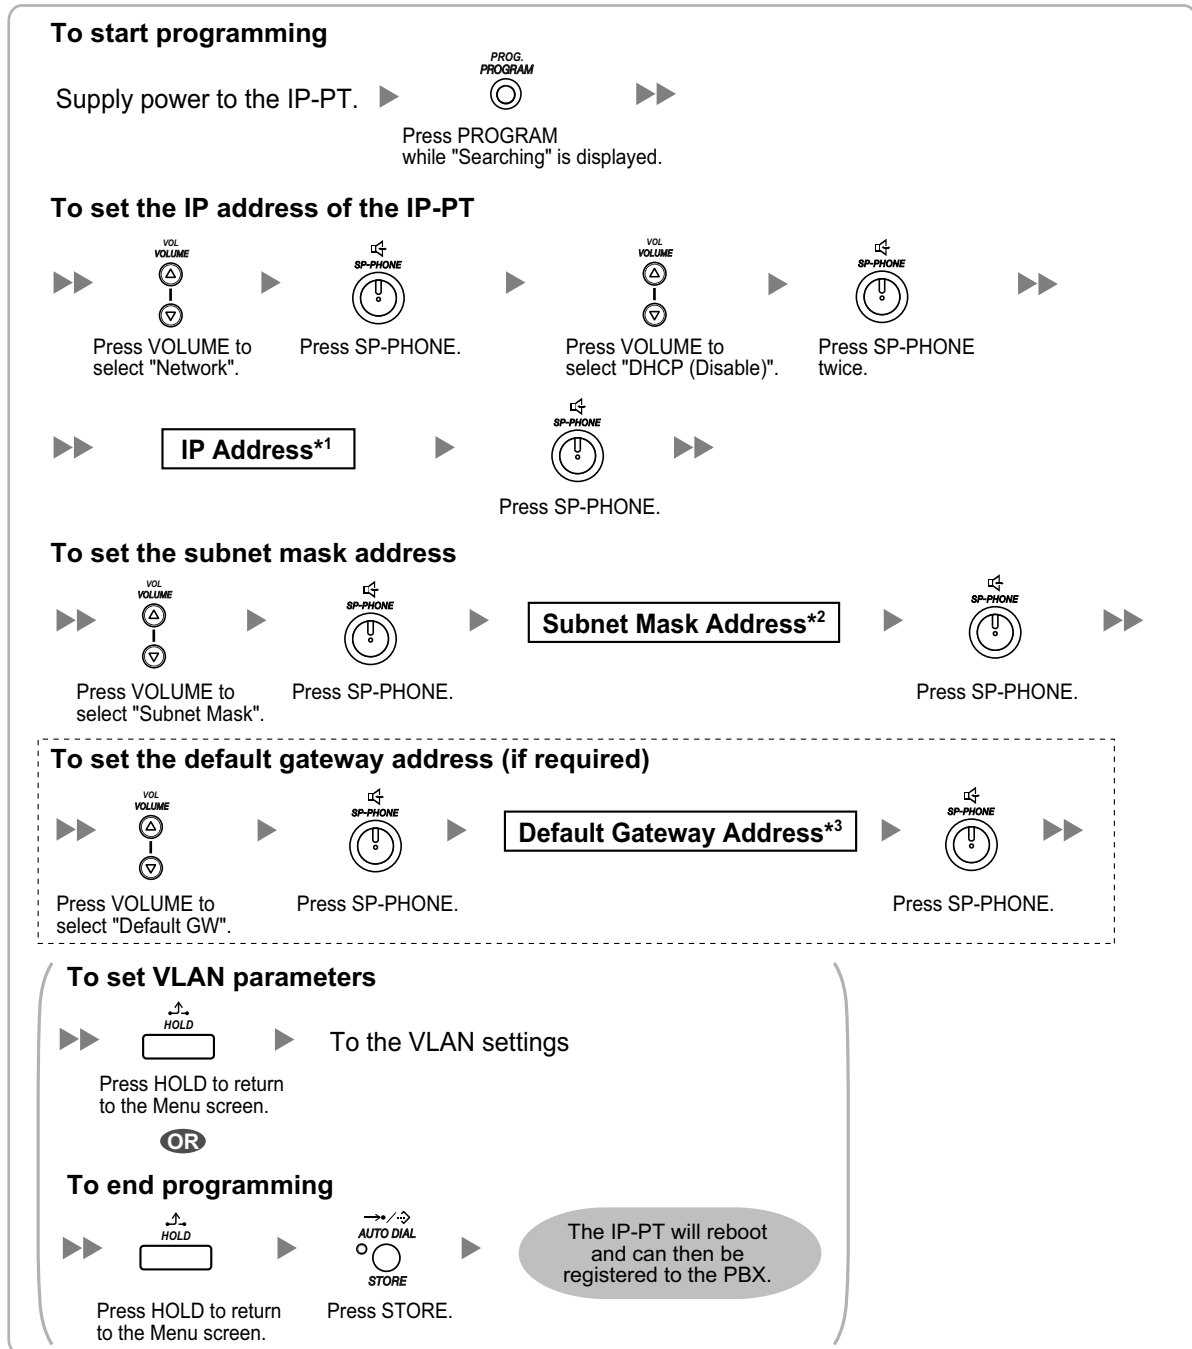 To start programming
PROG.
PROGRAM
Supply power to the IP-PT.
Press PROGRAM
while "Searching" is displayed.
To set the IP address of the IP-PT
VOL
VOLUME
SP-PHONE
VOL
VOLUME
SP-PHONE
Press VOLUME to
select "Network".
Press SP-PHONE.
Press VOLUME to
select "DHCP (Disable)".
Press SP-PHONE
twice.
IP Address*1
SP-PHONE
Press SP-PHONE.
To set the subnet mask address
VOL
VOLUME
SP-PHONE
Subnet Mask Address*2
SP-PHONE
Press VOLUME to
select "Subnet Mask".
Press SP-PHONE.
Press SP-PHONE.
To set the default gateway address (if required)
VOL
VOLUME
SP-PHONE
Default Gateway Address*3
SP-PHONE
Press VOLUME to
select "Default GW".
Press SP-PHONE.
Press SP-PHONE.
To set VLAN parameters
HOLD
To the VLAN settings
Press HOLD to return
to the Menu screen.
OR
To end programming
HOLD
AUTO DIAL
STORE
The IP-PT will reboot
and can then be
registered to the PBX.
Press HOLD to return
to the Menu screen.
Press STORE.